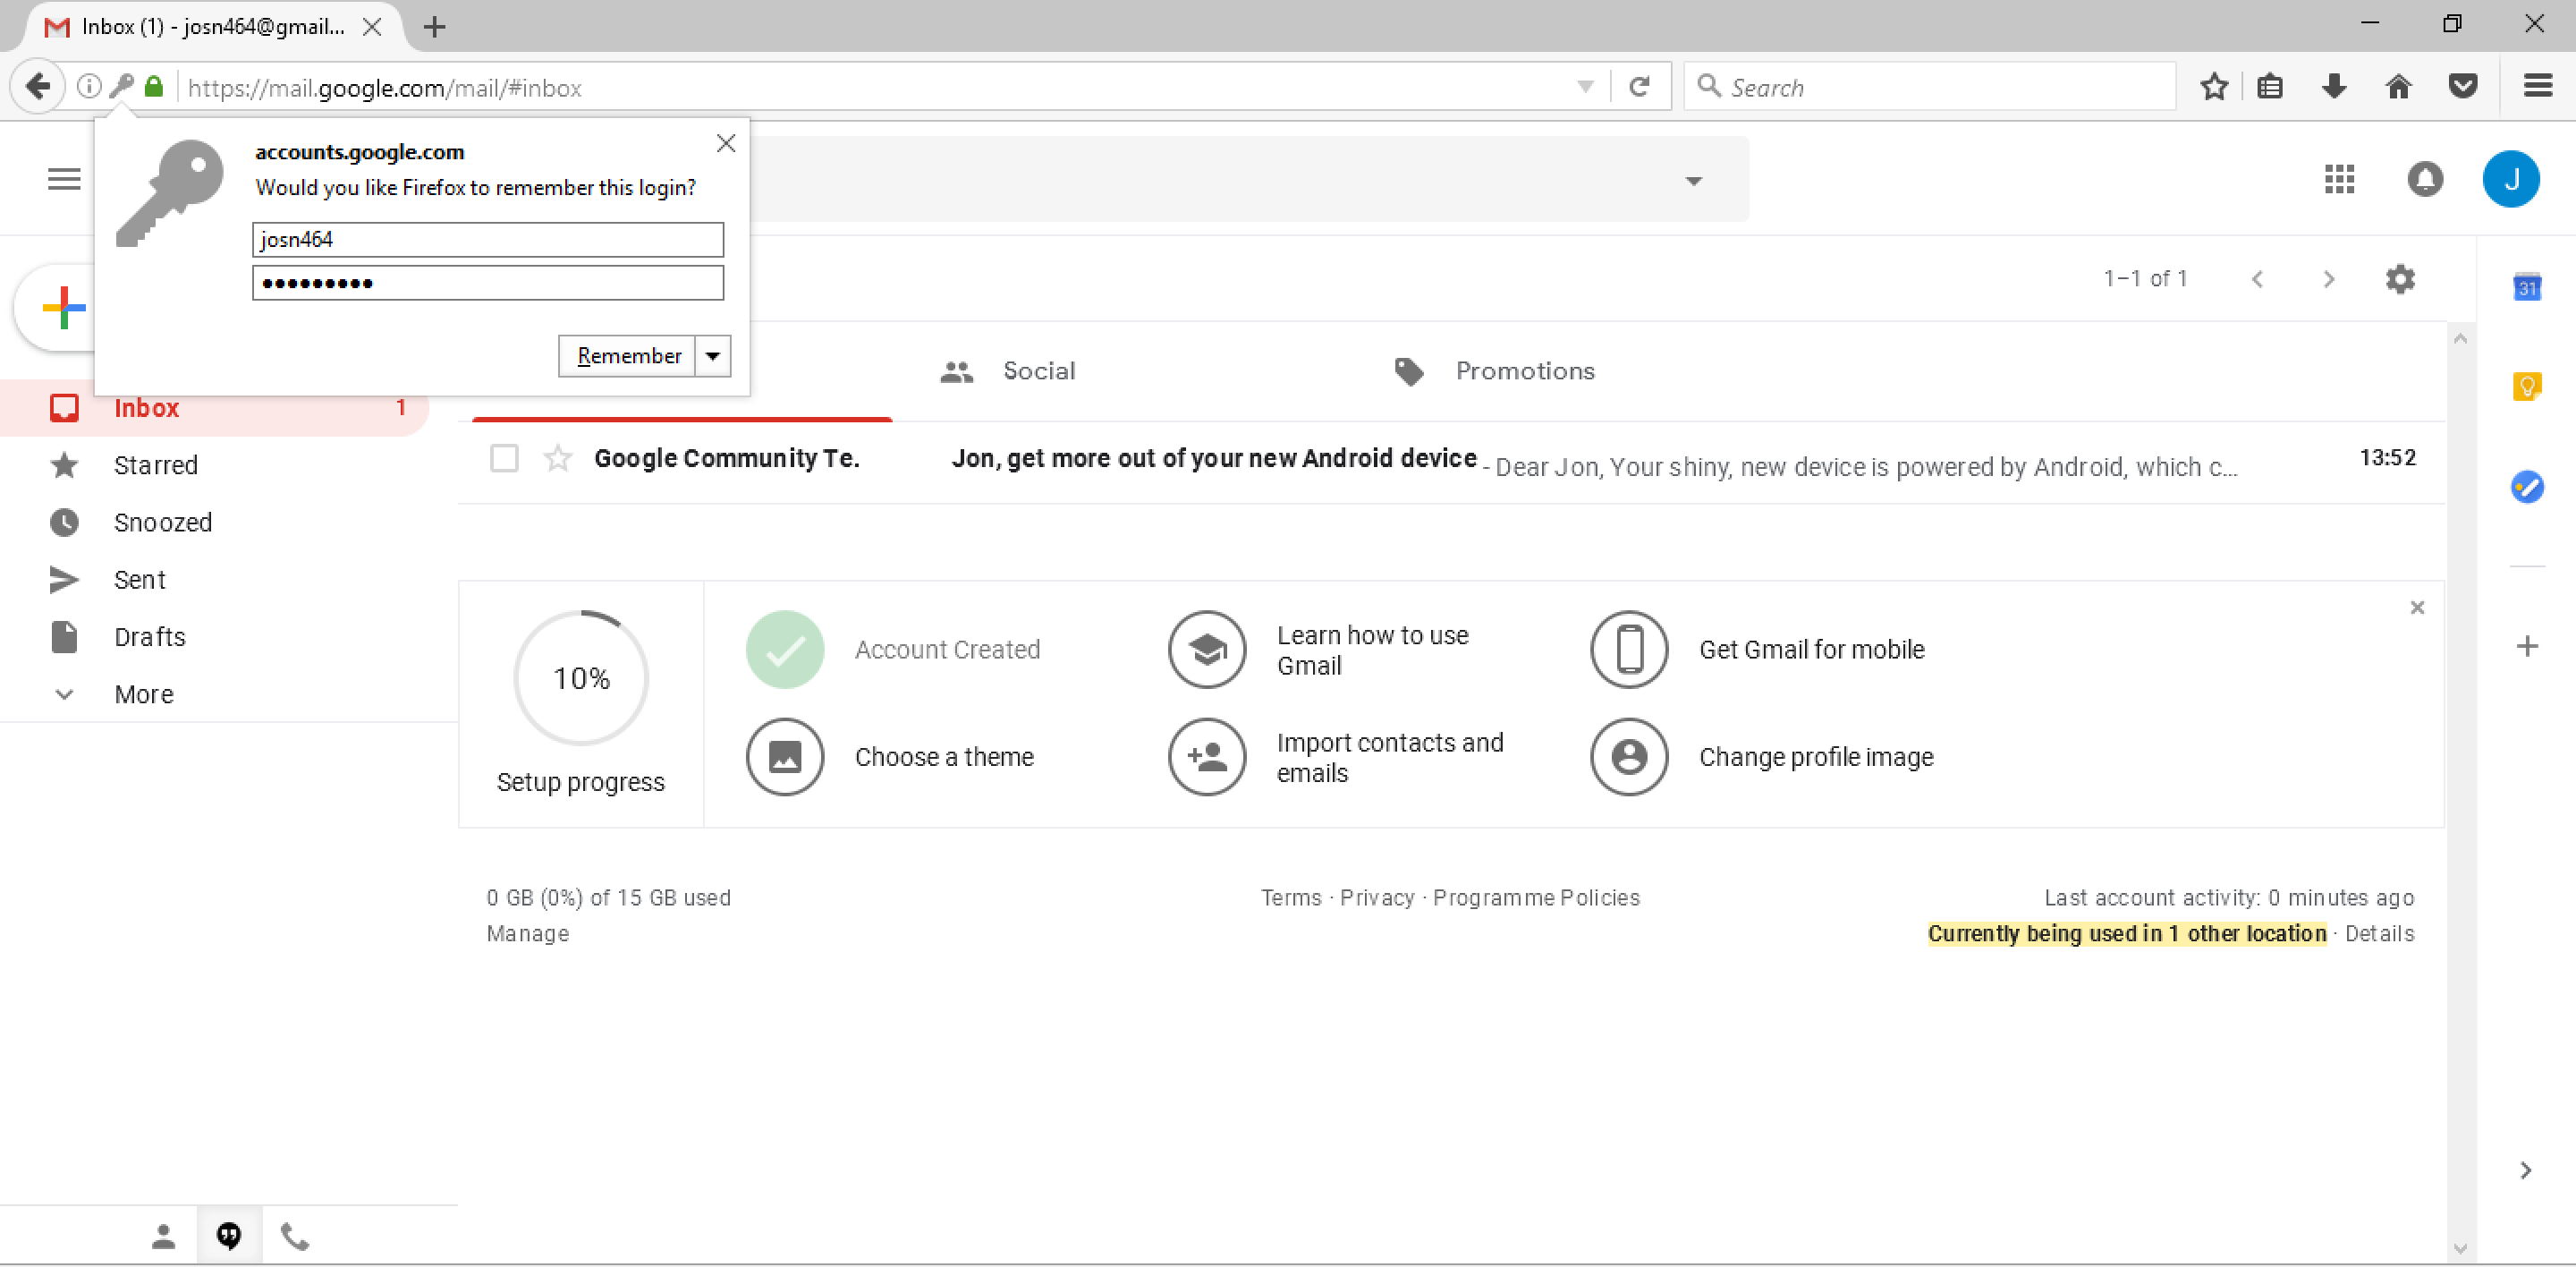 Inbox (1) - josn464@gmail...
https://mail.google.com/mail/#inbox
Search
accounts.google.com
Would you like Firefox to remember this login?
josn464
●●●●●●●●●
Remember
J
1–1 of 1
31
Social
Promotions
Inbox 1
Starred
Snoozed
Sent
Drafts
More
Google Community Te. Jon, get more out of your new Android device - Dear Jon, Your shiny, new device is powered by Android, which c... 13:52
10%
Setup progress
Account Created
Learn how to use
Gmail
Get Gmail for mobile
Choose a theme
Import contacts and
emails
Change profile image
0 GB (0%) of 15 GB used
Manage
Terms · Privacy · Programme Policies
Last account activity: 0 minutes ago
Currently being used in 1 other location · Details